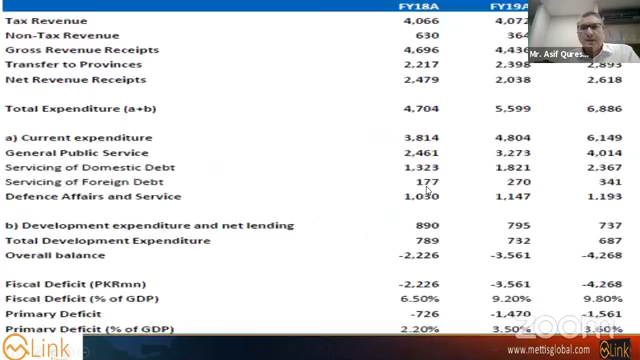 FY18A FY19A
Tax Revenue 4,066 4,072
Non-Tax Revenue 630 364
Gross Revenue Receipts 4,696 4,436
Mr. Asif Qures...
Transfer to Provinces 2,217 2,398 2,893
Net Revenue Receipts 2,479 2,038 2,618
Total Expenditure (a+b) 4,704 5,599 6,886
a) Current expenditure 3,814 4,804 6,149
General Public Service 2,461 3,273 4,014
Servicing of Domestic Debt 1,323 1,821 2,367
Servicing of Foreign Debt 177 270 341
Defence Affairs and Service 1,030 1,147 1,193
b) Development expenditure and net lending 890 795 737
Total Development Expenditure 789 732 687
Overall balance -2,226 -3,561 -4,268
Fiscal Deficit (PKRmn) -2,226 -3,561 -4,268
Fiscal Deficit (% of GDP) 6.50% 9.20% 9.80%
Primary Deficit -726 -1,470 -1,561
Primary Deficit (% of GDP) 2.20% 3.50% 3.60%
zoom
Link www.mettisglobal.com Link